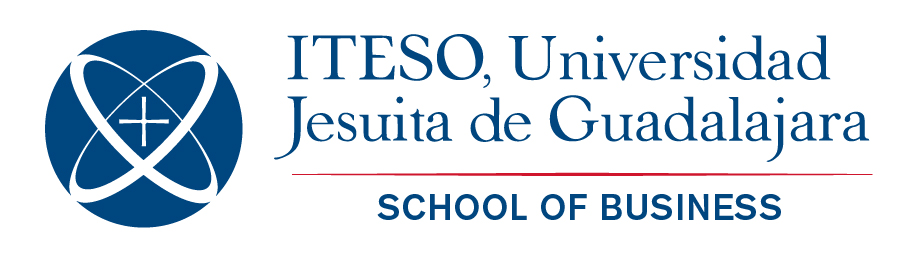 ITESO, Universidad
Jesuita de Guadalajara
SCHOOL OF BUSINESS